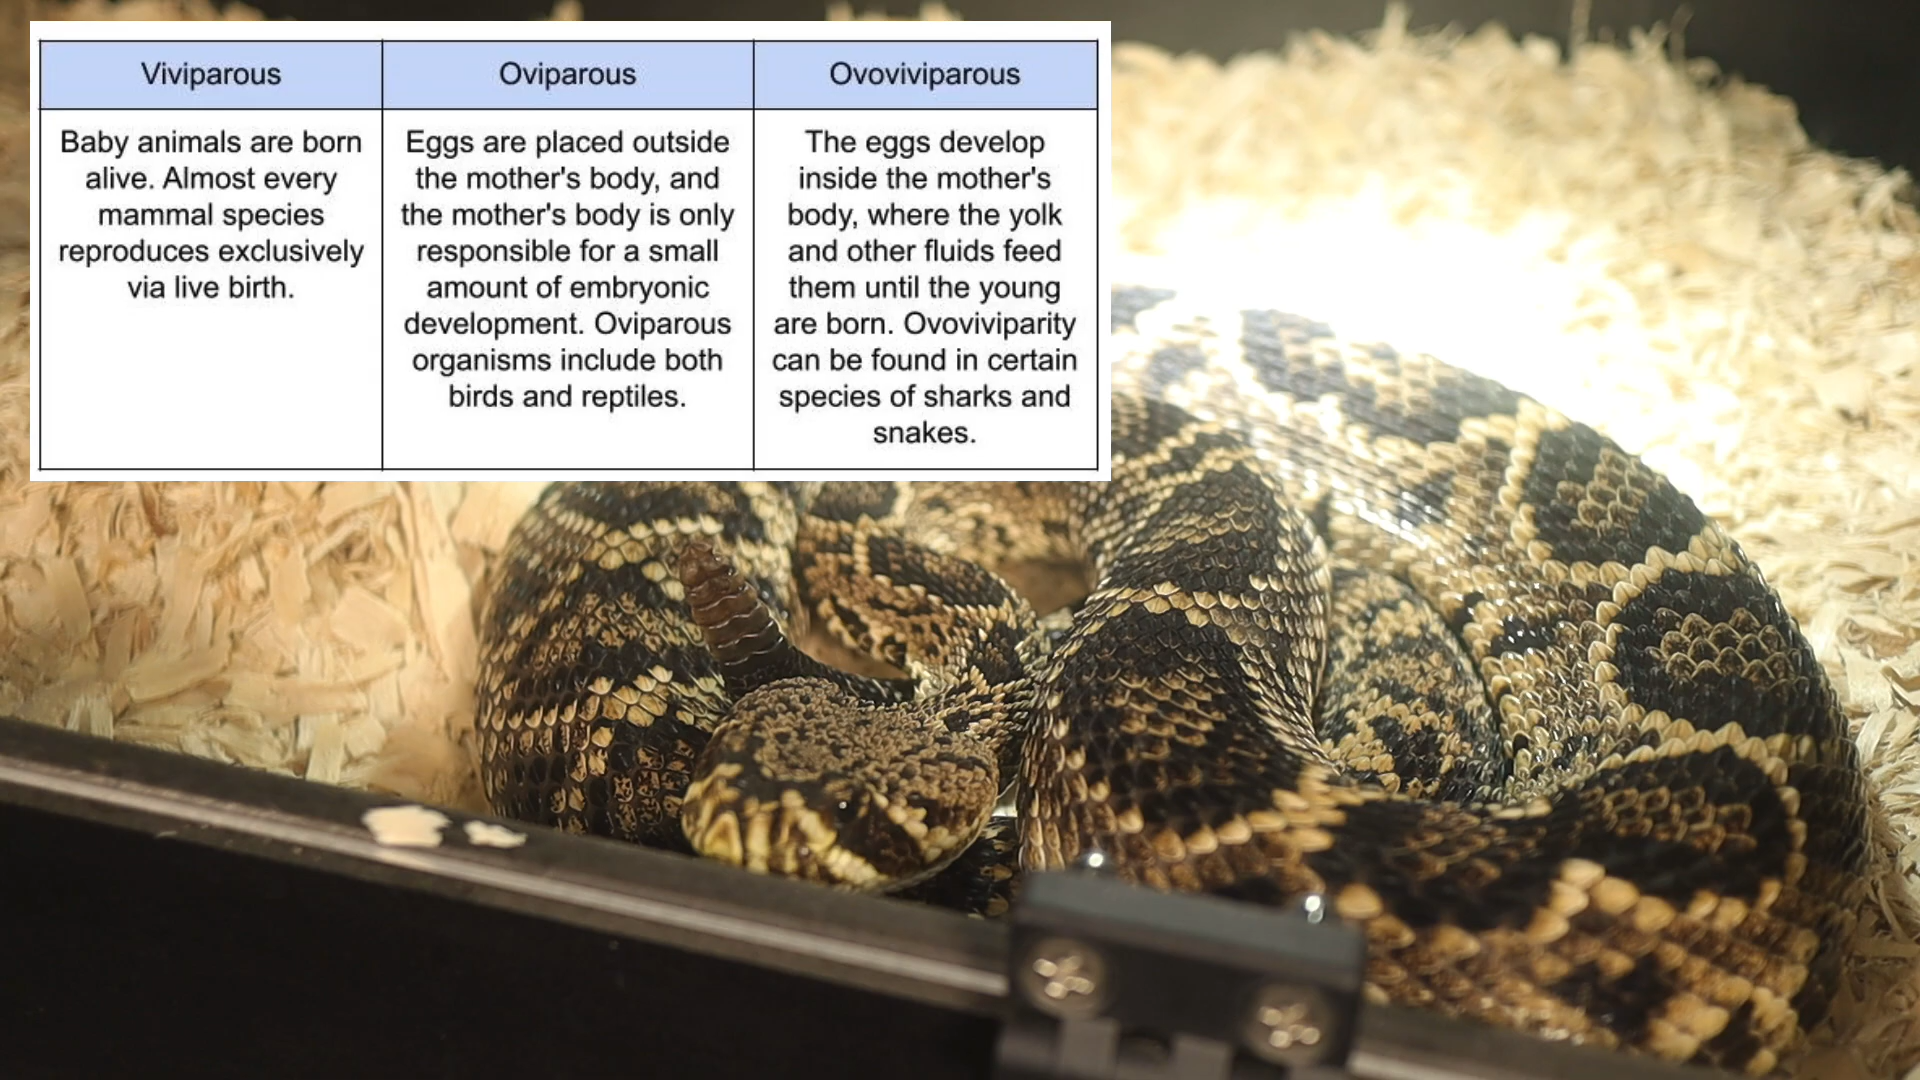 Viviparous
Oviparous
Ovoviviparous
Baby animals are born
alive. Almost every
mammal species
reproduces exclusively
via live birth.
Eggs are placed outside
the mother's body, and
the mother's body is only
responsible for a small
amount of embryonic
development. Oviparous
organisms include both
birds and reptiles.
The eggs develop
inside the mother's
body, where the yolk
and other fluids feed
them until the young
are born. Ovoviviparity
can be found in certain
species of sharks and
snakes.